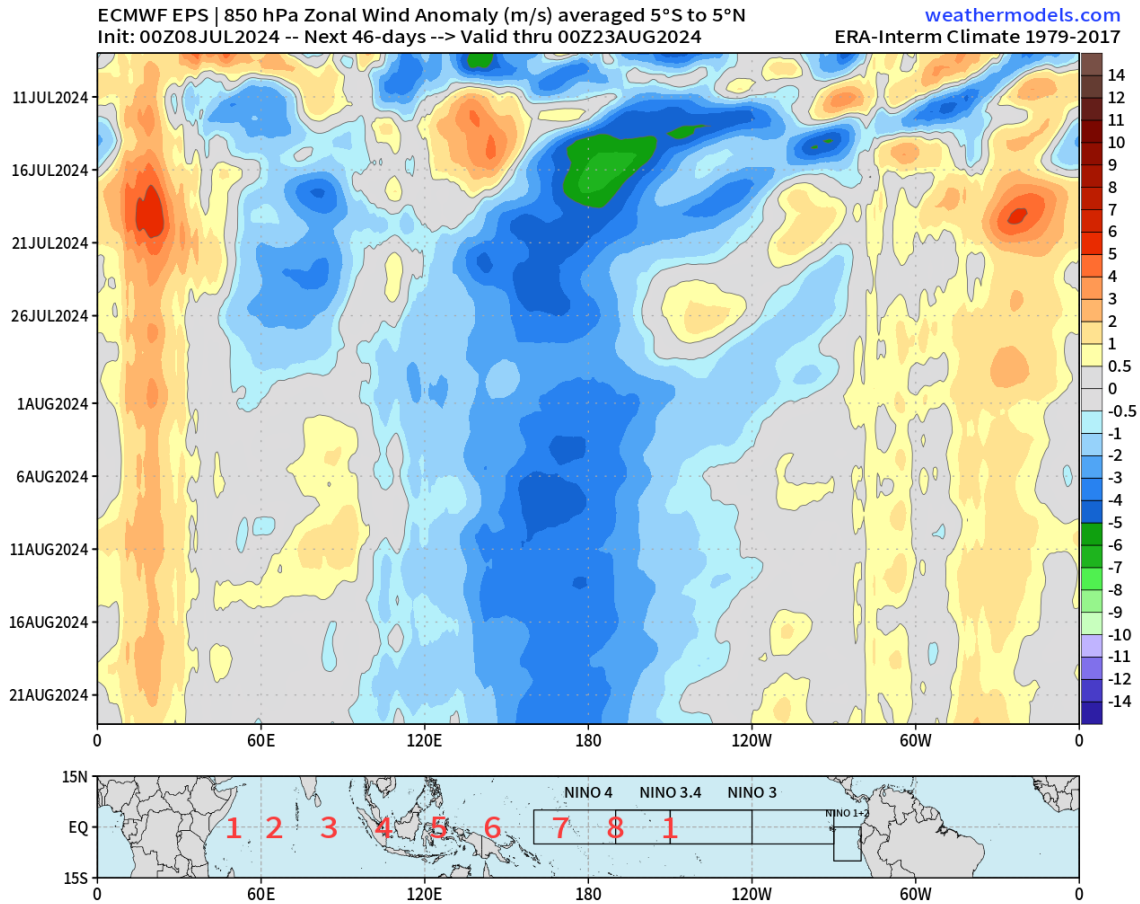 ECMWF EPS | 850 hPa Zonal Wind Anomaly (m/s) averaged 5°S to 5°N
weathermodels.com
Init: 00Z08JUL2024 -- Next 46-days --> Valid thru 00Z23AUG2024
ERA-Interm Climate 1979-2017
11JUL2024
16JUL2024
21JUL2024
26JUL2024
1AUG2024
6AUG2024
11AUG2024
16AUG2024
21AUG2024
0 60E 120E 180 120W 60W 0
14
12
11
10
9
8
7
6
5
4
3
2
1
0.5
0
-0.5
-1
-2
-3
-4
-5
-6
-7
-8
-9
-10
-11
-12
-14
15N
EQ
15S
NINO 4 NINO 3.4 NINO 3
NINO 1+2
1 2 3 4 5 6 7 8 1
0 60E 120E 180 120W 60W 0